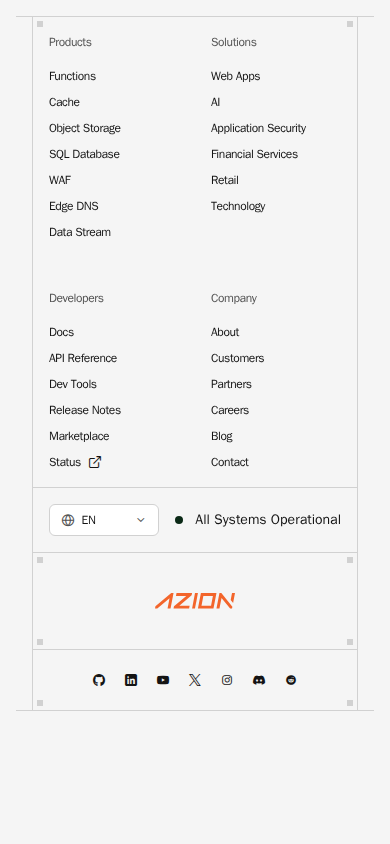 Products
Functions
Cache
Object Storage
SQL Database
WAF
Edge DNS
Data Stream
Solutions
Web Apps
AI
Application Security
Financial Services
Retail
Technology
Developers
Docs
API Reference
Dev Tools
Release Notes
Marketplace
Status
Company
About
Customers
Partners
Careers
Blog
Contact
EN
All Systems Operational
AZION